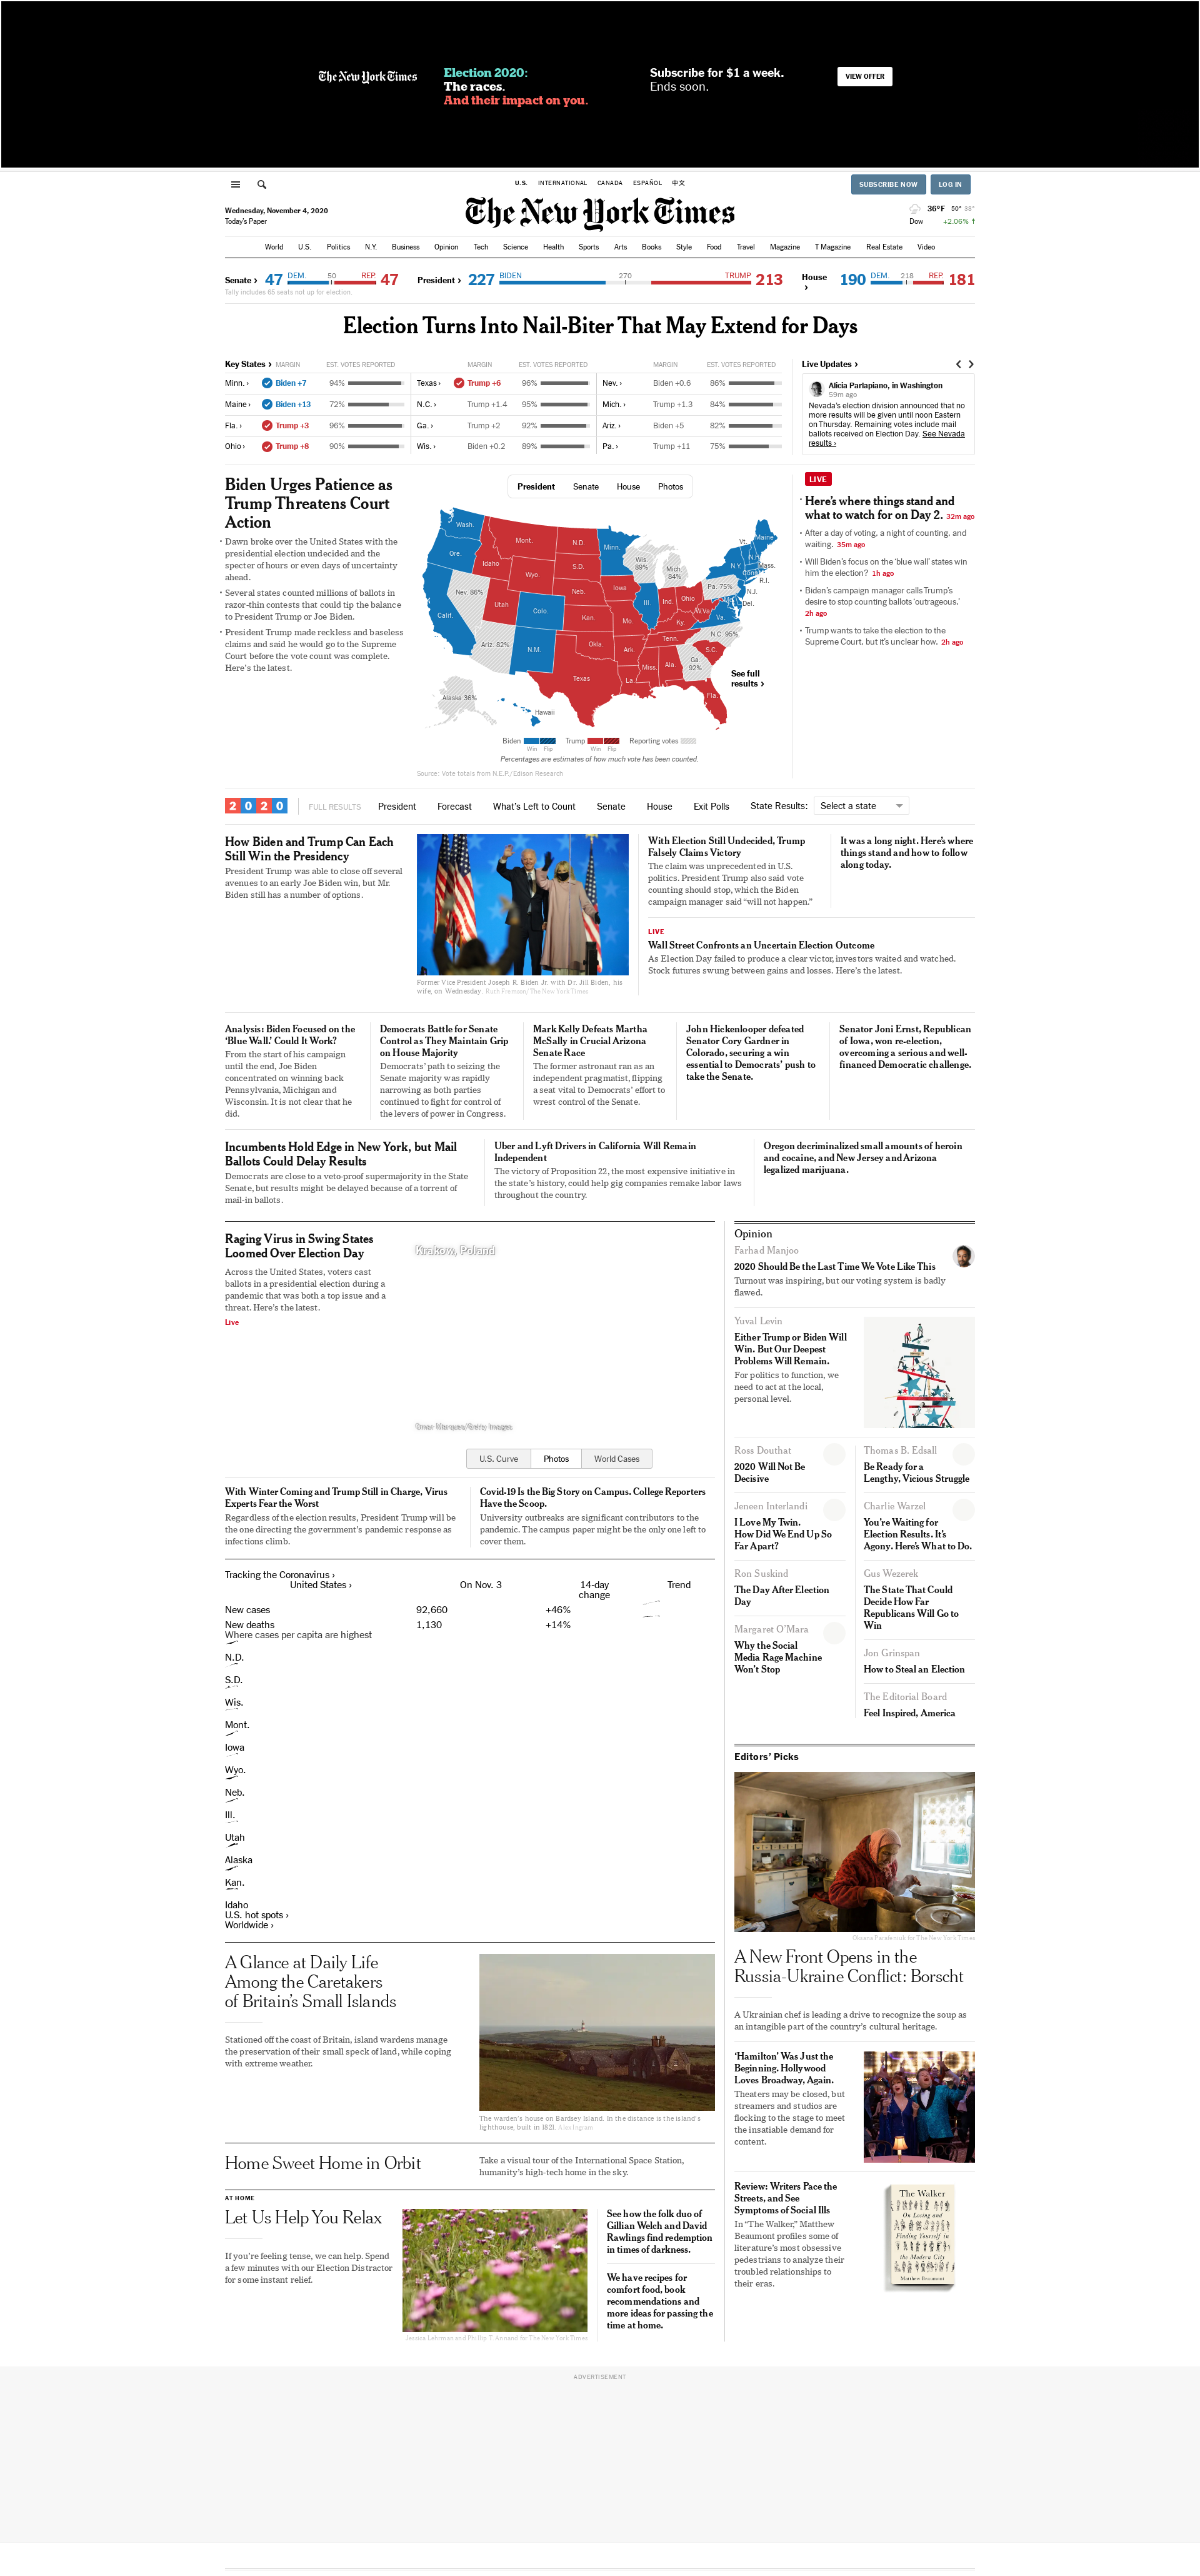 The New York Times
Election 2020:
The races.
And their impact on you.
Subscribe for $1 a week.
Ends soon.
VIEW OFFER
U.S. INTERNATIONAL CANADA ESPAÑOL 中文
SUBSCRIBE NOW LOG IN
Wednesday, November 4, 2020
Today's Paper
The New York Times
36°F 50° 38°
Dow +2.06% ↑
World U.S. Politics N.Y. Business Opinion Tech Science Health Sports Arts Books Style Food Travel Magazine T Magazine Real Estate Video
Senate › 47 DEM. 50 REP. 47
Tally includes 65 seats not up for election.
President › 227 BIDEN 270 TRUMP 213
House › 190 DEM. 218 REP. 181
Election Turns Into Nail-Biter That May Extend for Days
Key States › MARGIN EST. VOTES REPORTED MARGIN EST. VOTES REPORTED MARGIN EST. VOTES REPORTED
Minn. › Biden +7 94% Texas › Trump +6 96% Nev. › Biden +0.6 86%
Maine › Biden +13 72% N.C. › Trump +1.4 95% Mich. › Trump +1.3 84%
Fla. › Trump +3 96% Ga. › Trump +2 92% Ariz. › Biden +5 82%
Ohio › Trump +8 90% Wis. › Biden +0.2 89% Pa. › Trump +11 75%
Live Updates ›
Alicia Parlapiano, in Washington
59m ago
Nevada's election division announced that no
more results will be given until noon Eastern
on Thursday. Remaining votes include mail
ballots received on Election Day. See Nevada
results ›
Biden Urges Patience as
Trump Threatens Court
Action
• Dawn broke over the United States with the
presidential election undecided and the
specter of hours or even days of uncertainty
ahead.
• Several states counted millions of ballots in
razor-thin contests that could tip the balance
to President Trump or Joe Biden.
• President Trump made reckless and baseless
claims and said he would go to the Supreme
Court before the vote count was complete.
Here's the latest.
President Senate House Photos
Wash.
Ore.
Calif.
Idaho
Nev. 86%
Mont.
Wyo.
Utah
Colo.
Ariz. 82%
N.M.
N.D.
S.D.
Neb.
Kan.
Okla.
Texas
Minn.
Iowa
Mo.
Ark.
La.
Wis.
89%
Ill.
Mich.
84%
Ind.
Ohio
Ky.
Tenn.
Miss.
Ala.
Ga.
92%
Fla.
S.C.
N.C. 95%
Va.
W.Va.
Pa. 75%
N.Y.
Vt.
N.H.
Maine
Mass.
Conn.
R.I.
N.J.
Del.
Alaska 36%
Hawaii
See full
results ›
Biden Trump Reporting votes
Win Flip Win Flip
Percentages are estimates of how much vote has been counted.
Source: Vote totals from N.E.P./Edison Research
LIVE
• Here's where things stand and
what to watch for on Day 2. 32m ago
• After a day of voting, a night of counting, and
waiting. 35m ago
• Will Biden's focus on the 'blue wall' states win
him the election? 1h ago
• Biden's campaign manager calls Trump's
desire to stop counting ballots 'outrageous.'
2h ago
• Trump wants to take the election to the
Supreme Court, but it's unclear how. 2h ago
2020 FULL RESULTS President Forecast What's Left to Count Senate House Exit Polls State Results: Select a state
How Biden and Trump Can Each
Still Win the Presidency
President Trump was able to close off several
avenues to an early Joe Biden win, but Mr.
Biden still has a number of options.
Former Vice President Joseph R. Biden Jr. with Dr. Jill Biden, his
wife, on Wednesday. Ruth Fremson/The New York Times
With Election Still Undecided, Trump
Falsely Claims Victory
The claim was unprecedented in U.S.
politics. President Trump also said vote
counting should stop, which the Biden
campaign manager said "will not happen."
It was a long night. Here's where
things stand and how to follow
along today.
LIVE
Wall Street Confronts an Uncertain Election Outcome
As Election Day failed to produce a clear victor, investors waited and watched.
Stock futures swung between gains and losses. Here's the latest.
Analysis: Biden Focused on the
'Blue Wall.' Could It Work?
From the start of his campaign
until the end, Joe Biden
concentrated on winning back
Pennsylvania, Michigan and
Wisconsin. It is not clear that he
did.
Democrats Battle for Senate
Control as They Maintain Grip
on House Majority
Democrats' path to seizing the
Senate majority was rapidly
narrowing as both parties
continued to fight for control of
the levers of power in Congress.
Mark Kelly Defeats Martha
McSally in Crucial Arizona
Senate Race
The former astronaut ran as an
independent pragmatist, flipping
a seat vital to Democrats' effort to
wrest control of the Senate.
John Hickenlooper defeated
Senator Cory Gardner in
Colorado, securing a win
essential to Democrats' push to
take the Senate.
Senator Joni Ernst, Republican
of Iowa, won re-election,
overcoming a serious and well-
financed Democratic challenge.
Incumbents Hold Edge in New York, but Mail
Ballots Could Delay Results
Democrats are close to a veto-proof supermajority in the State
Senate, but results might be delayed because of a torrent of
mail-in ballots.
Uber and Lyft Drivers in California Will Remain
Independent
The victory of Proposition 22, the most expensive initiative in
the state's history, could help gig companies remake labor laws
throughout the country.
Oregon decriminalized small amounts of heroin
and cocaine, and New Jersey and Arizona
legalized marijuana.
Raging Virus in Swing States
Loomed Over Election Day
Across the United States, voters cast
ballots in a presidential election during a
pandemic that was both a top issue and a
threat. Here's the latest.
Live
Krakow, Poland
Omar Marques/Getty Images
U.S. Curve Photos World Cases
With Winter Coming and Trump Still in Charge, Virus
Experts Fear the Worst
Regardless of the election results, President Trump will be
the one directing the government's pandemic response as
infections climb.
Covid-19 Is the Big Story on Campus. College Reporters
Have the Scoop.
University outbreaks are significant contributors to the
pandemic. The campus paper might be the only one left to
cover them.
Tracking the Coronavirus ›
United States › On Nov. 3 14-day
change Trend
New cases 92,660 +46%
New deaths 1,130 +14%
Where cases per capita are highest
N.D.
S.D.
Wis.
Mont.
Iowa
Wyo.
Neb.
Ill.
Utah
Alaska
Kan.
Idaho
U.S. hot spots ›
Worldwide ›
A Glance at Daily Life
Among the Caretakers
of Britain's Small Islands
Stationed off the coast of Britain, island wardens manage
the preservation of their small speck of land, while coping
with extreme weather.
The warden's house on Bardsey Island. In the distance is the island's
lighthouse, built in 1821. Alex Ingram
Home Sweet Home in Orbit
Take a visual tour of the International Space Station,
humanity's high-tech home in the sky.
AT HOME
Let Us Help You Relax
If you're feeling tense, we can help. Spend
a few minutes with our Election Distractor
for some instant relief.
Jessica Lehrman and Phillip T. Annand for The New York Times
See how the folk duo of
Gillian Welch and David
Rawlings find redemption
in times of darkness.
We have recipes for
comfort food, book
recommendations and
more ideas for passing the
time at home.
Opinion
Farhad Manjoo
2020 Should Be the Last Time We Vote Like This
Turnout was inspiring, but our voting system is badly
flawed.
Yuval Levin
Either Trump or Biden Will
Win. But Our Deepest
Problems Will Remain.
For politics to function, we
need to act at the local,
personal level.
Ross Douthat
2020 Will Not Be
Decisive
Jeneen Interlandi
I Love My Twin.
How Did We End Up So
Far Apart?
Ron Suskind
The Day After Election
Day
Margaret O'Mara
Why the Social
Media Rage Machine
Won't Stop
Thomas B. Edsall
Be Ready for a
Lengthy, Vicious Struggle
Charlie Warzel
You're Waiting for
Election Results. It's
Agony. Here's What to Do.
Gus Wezerek
The State That Could
Decide How Far
Republicans Will Go to
Win
Jon Grinspan
How to Steal an Election
The Editorial Board
Feel Inspired, America
Editors' Picks
Oksana Parafeniuk for The New York Times
A New Front Opens in the
Russia-Ukraine Conflict: Borscht
A Ukrainian chef is leading a drive to recognize the soup as
an intangible part of the country's cultural heritage.
'Hamilton' Was Just the
Beginning. Hollywood
Loves Broadway, Again.
Theaters may be closed, but
streamers and studios are
flocking to the stage to meet
the insatiable demand for
content.
Review: Writers Pace the
Streets, and See
Symptoms of Social Ills
In "The Walker," Matthew
Beaumont profiles some of
literature's most obsessive
pedestrians to analyze their
troubled relationships to
their eras.
The Walker
On Losing and
Finding Yourself in
the Modern City
Matthew Beaumont
ADVERTISEMENT